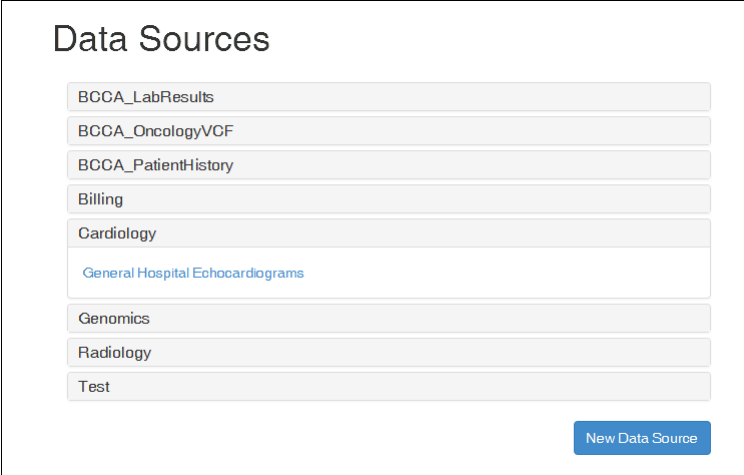 Data Sources
BCCA_LabResults
BCCA_OncologyVCF
BCCA_PatientHistory
Billing
Cardiology
General Hospital Echocardiograms
Genomics
Radiology
Test
New Data Source